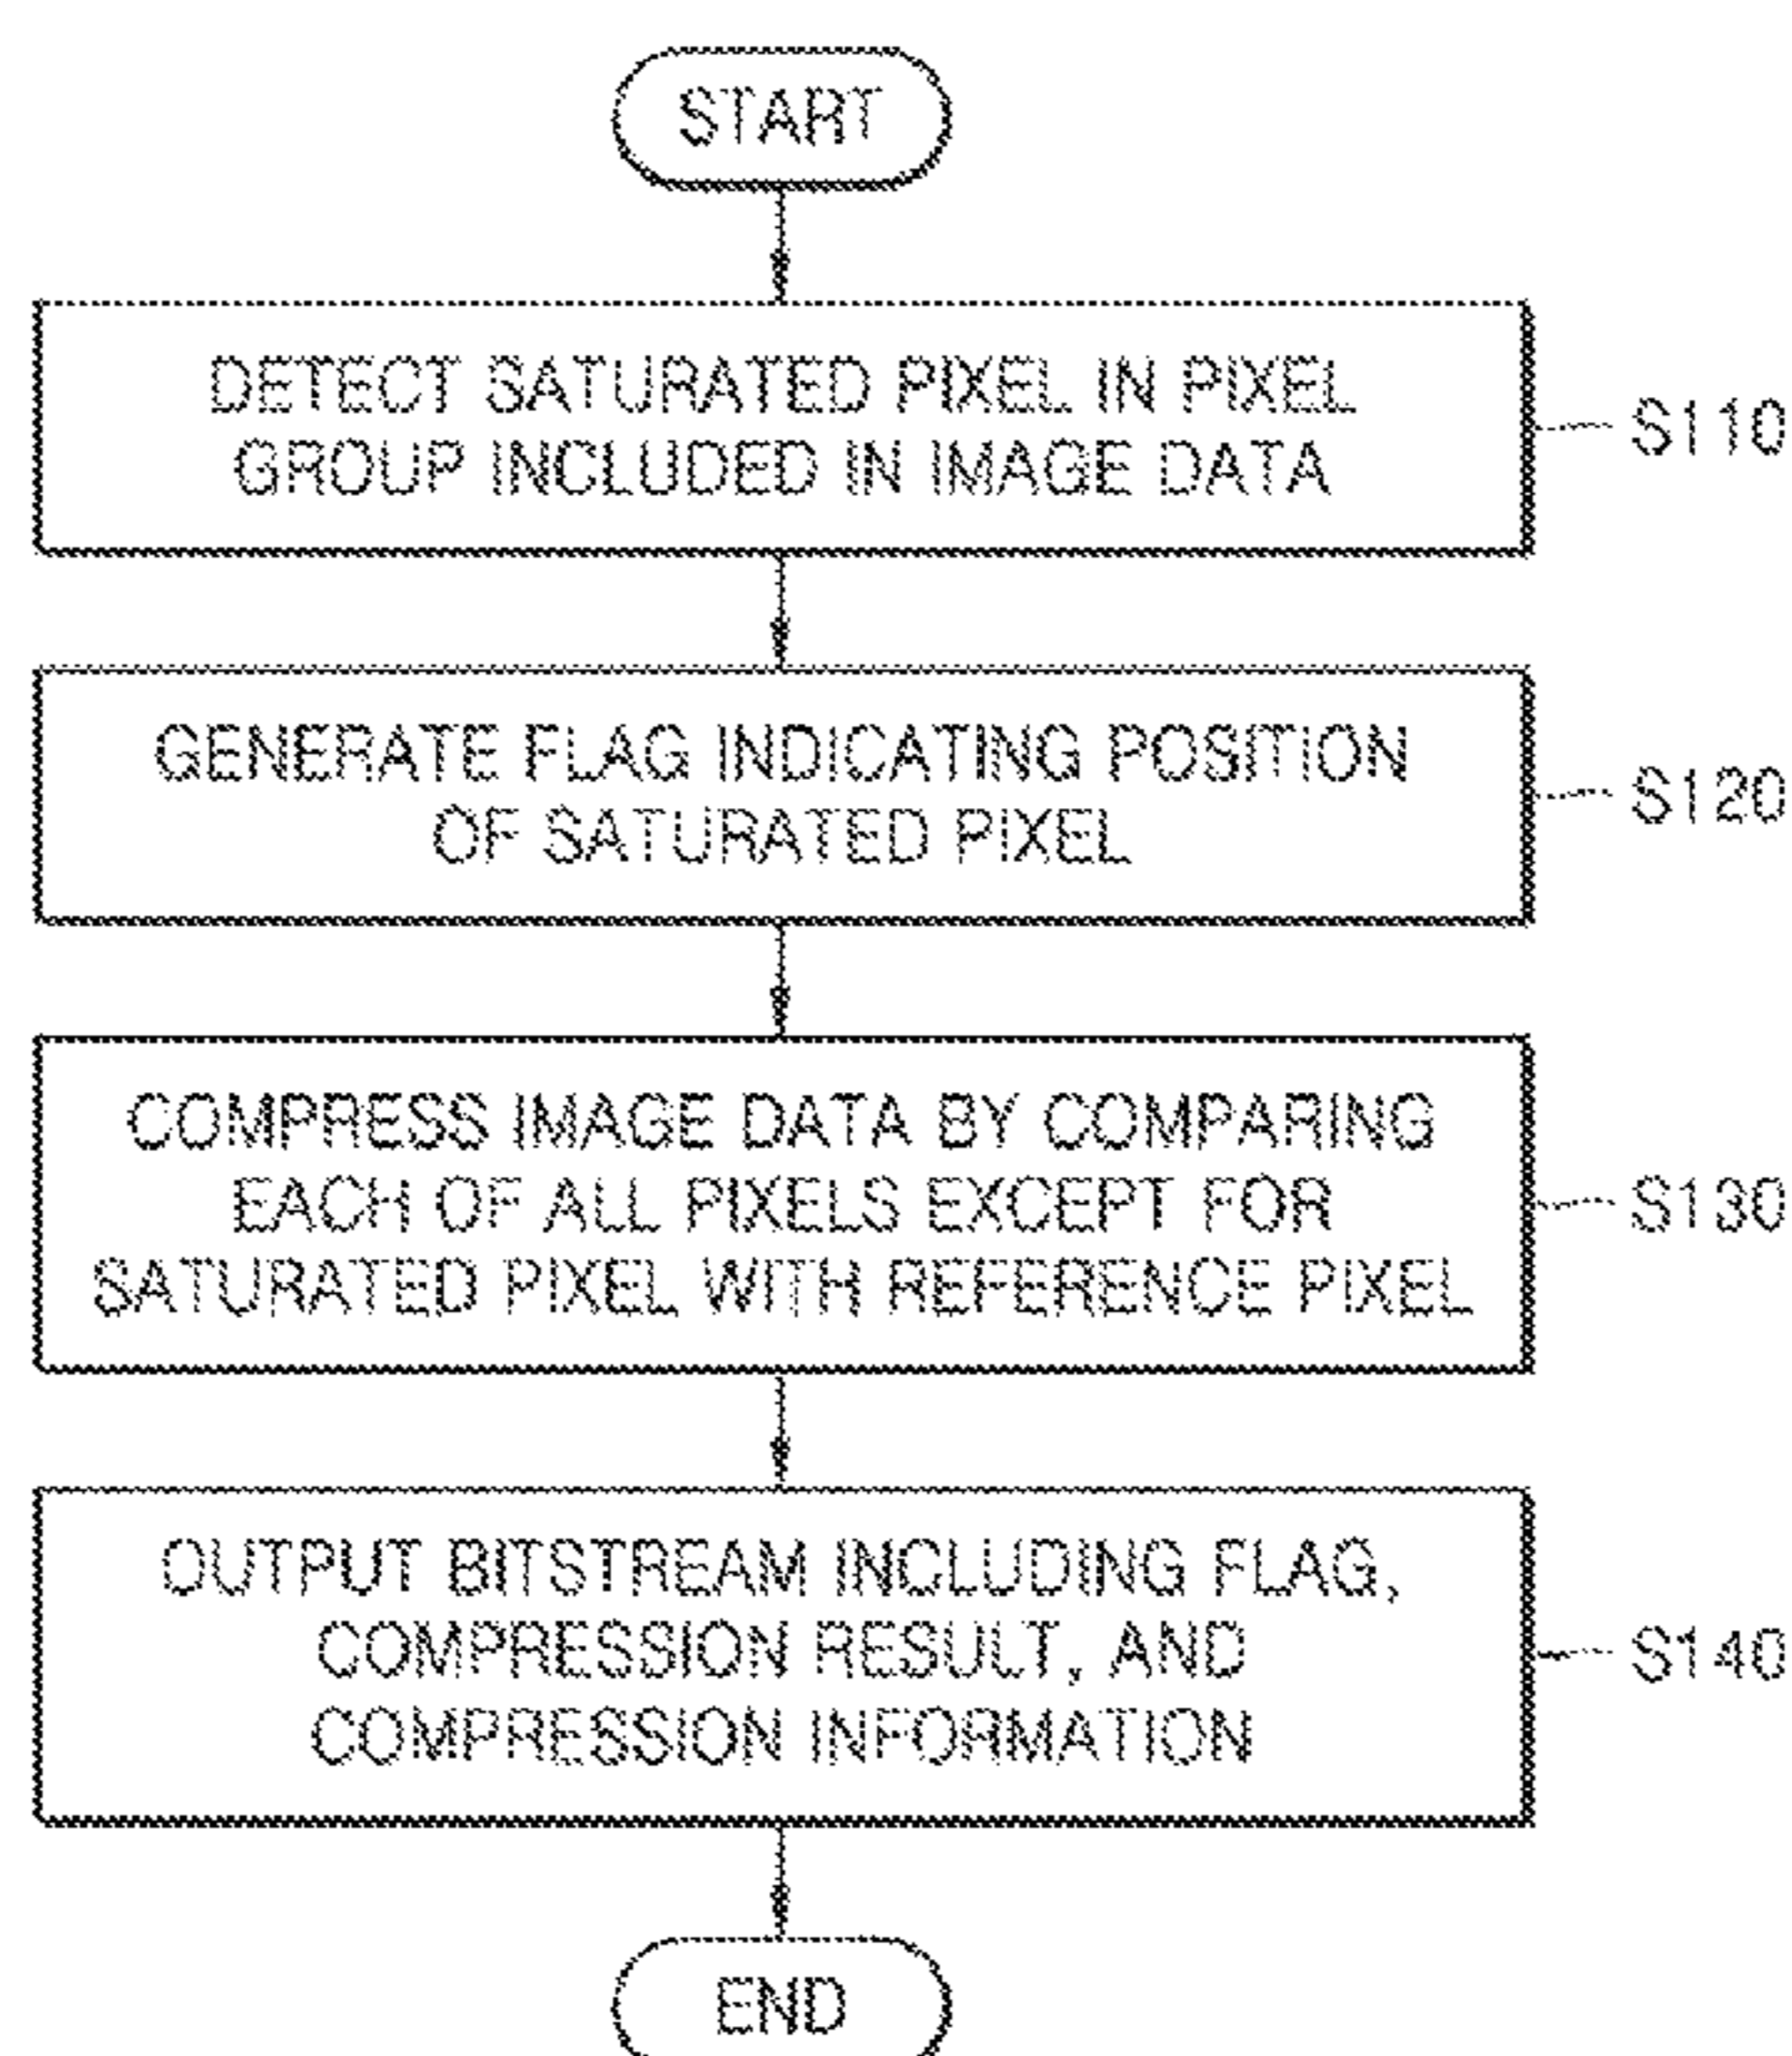 START
DETECT SATURATED PIXEL IN PIXEL
GROUP INCLUDED IN IMAGE DATA
S110
GENERATE FLAG INDICATING POSITION
OF SATURATED PIXEL
S120
COMPRESS IMAGE DATA BY COMPARING
EACH OF ALL PIXELS EXCEPT FOR
SATURATED PIXEL WITH REFERENCE PIXEL
S130
OUTPUT BITSTREAM INCLUDING FLAG,
COMPRESSION RESULT, AND
COMPRESSION INFORMATION
S140
END